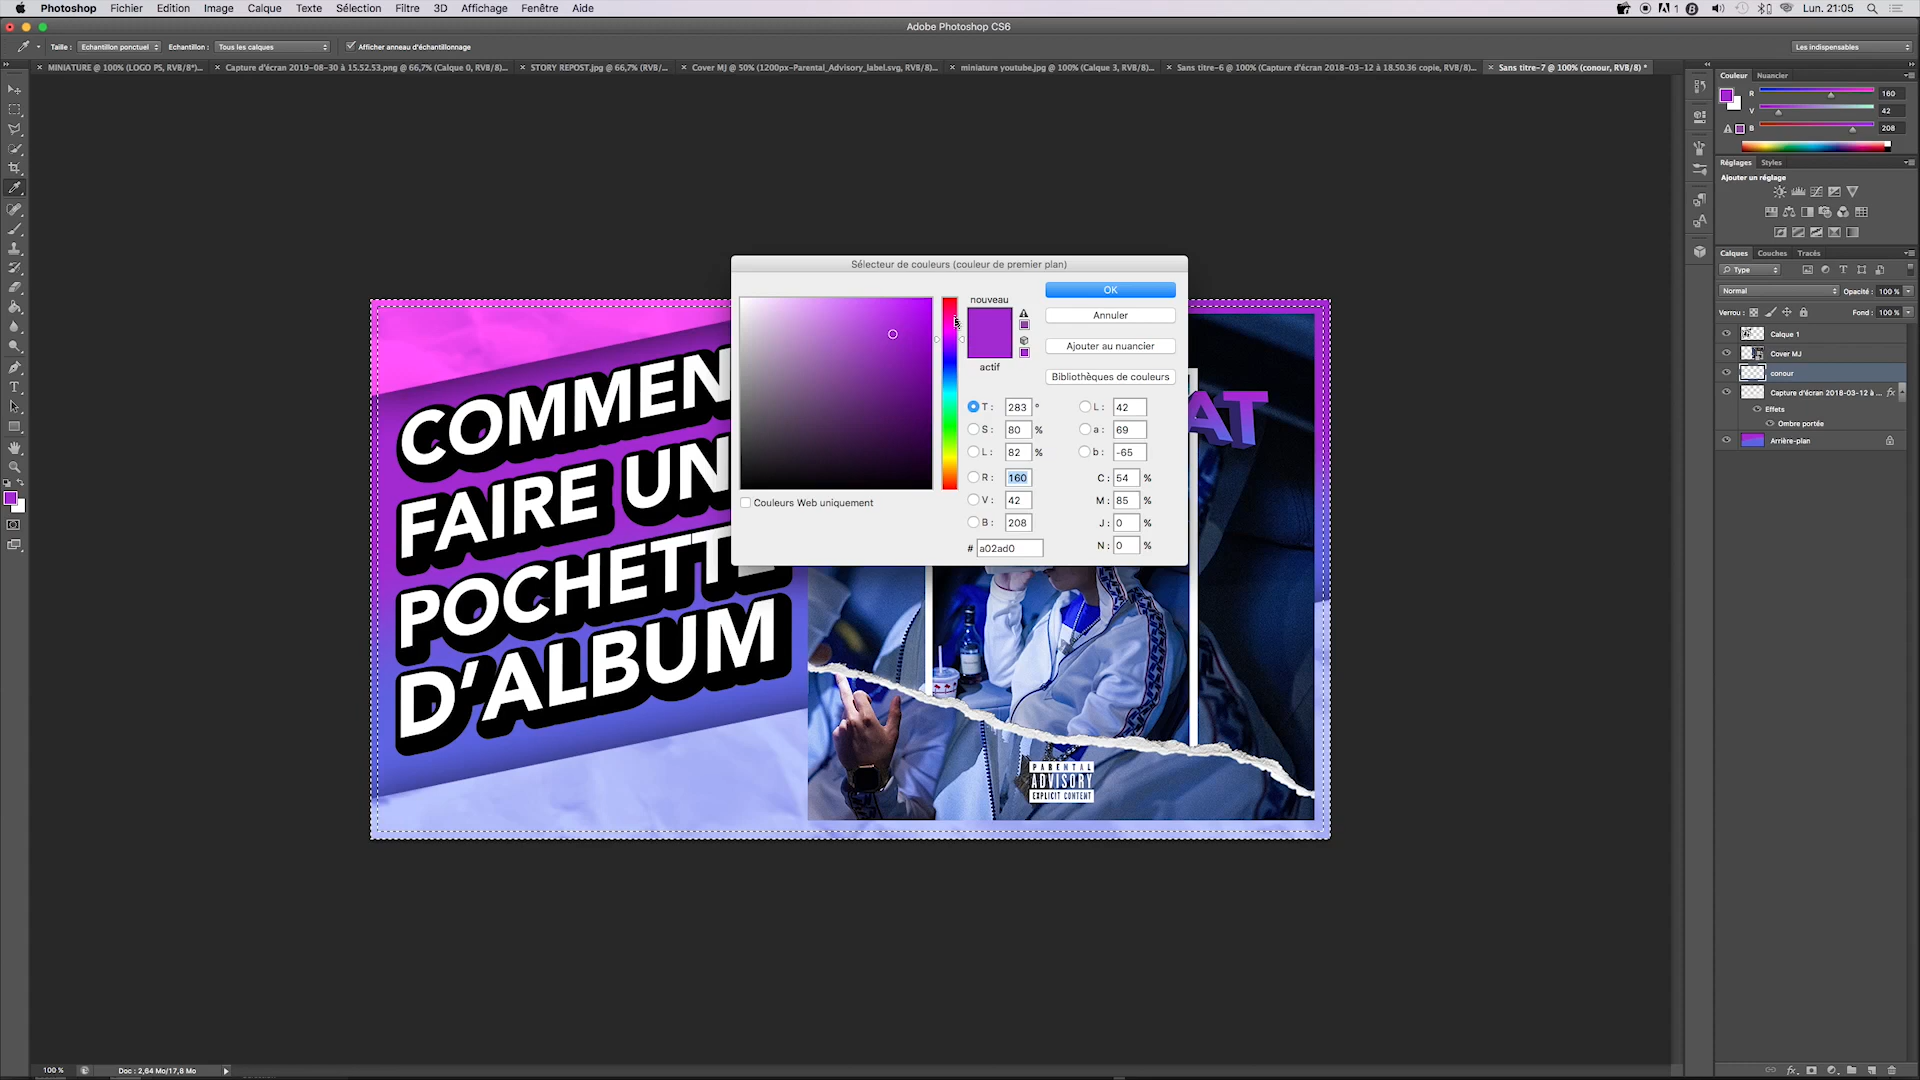 Photoshop Fichier Edition Image Calque Texte Sélection Filtre 3D Affichage Fenêtre Aide
1 Lun. 21:05
Adobe Photoshop CS6
Taille : Echantillon ponctuel Echantillon : Tous les calques Afficher anneau d'échantillonnage Les indispensables
MINIATURE @ 100% (LOGO PS, RVB/8*)...
Capture d'écran 2019-08-30 à 15.52.53.png @ 66,7% (Calque 0, RVB/8)...
STORY REPOST.jpg @ 66,7% (RVB/...
Cover MJ @ 50% (1200px-Parental_Advisory_label.svg, RVB/8)...
miniature youtube.jpg @ 100% (Calque 3, RVB/8)...
Sans titre-6 @ 100% (Capture d'écran 2018-03-12 à 18.50.36 copie, RVB/8)...
Sans titre-7 @ 100% (conour, RVB/8) *
Couleur Nuancier
R 160
V 42
B 208
Réglages Styles
Ajouter un réglage
Calques Couches Tracés
Type
Normal Opacité : 100 %
Verrou : Fond : 100 %
Calque 1
Cover MJ
conour
Capture d'écran 2018-03-12 à ... fx
Effets
Ombre portée
Arrière-plan
Sélecteur de couleurs (couleur de premier plan)
nouveau
actif
OK
Annuler
Ajouter au nuancier
Bibliothèques de couleurs
T : 283 °
S : 80 %
L : 82 %
R : 160
V : 42
B : 208
# a02ad0
L : 42
a : 69
b : -65
C : 54 %
M : 85 %
J : 0 %
N : 0 %
Couleurs Web uniquement
COMMEN
FAIRE UN
POCHETTE
D'ALBUM
AT
PARENTAL
ADVISORY
EXPLICIT CONTENT
100 % Doc : 2,64 Mo/17,8 Mo